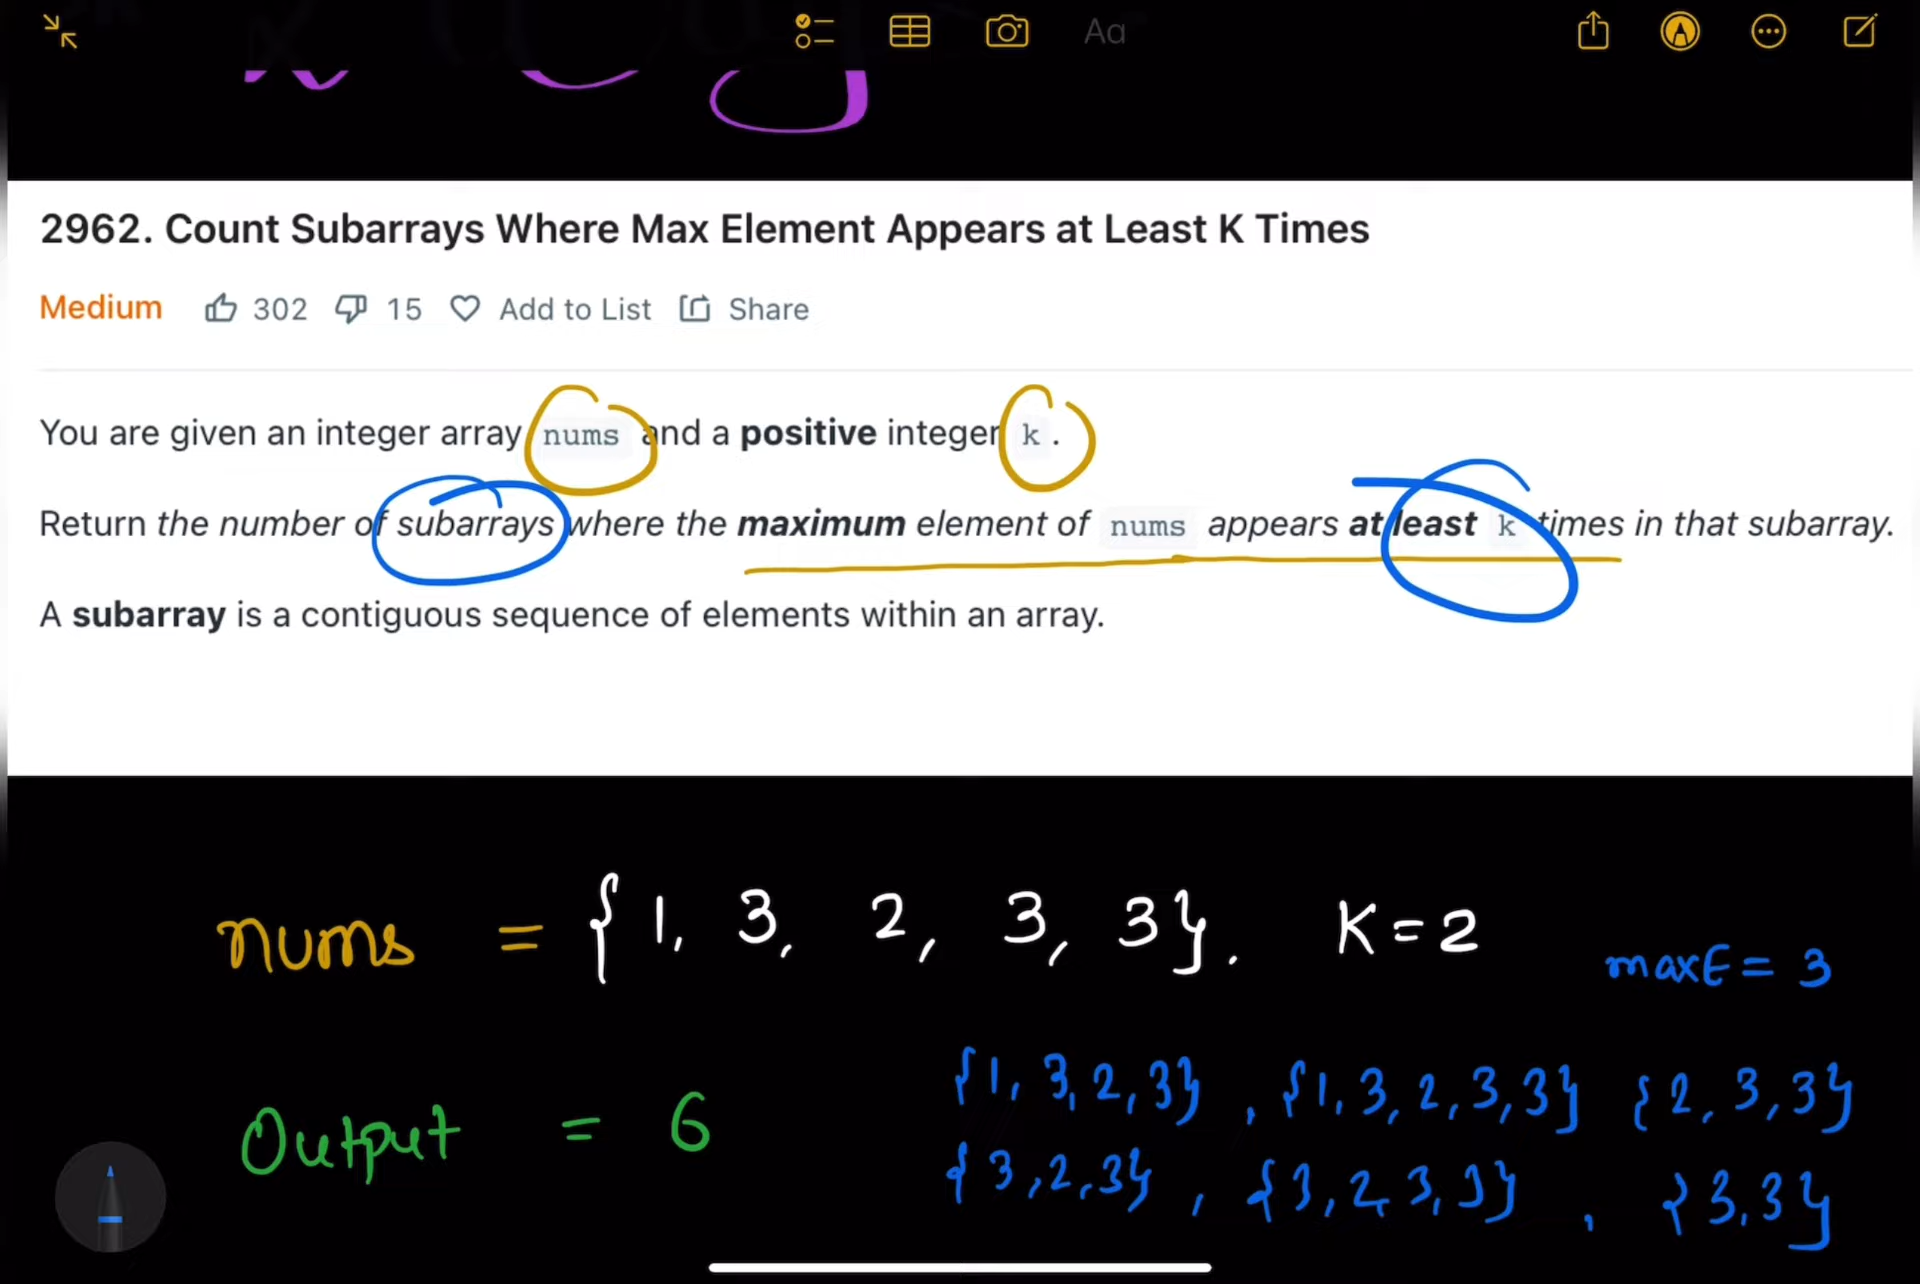 Aa
2962. Count Subarrays Where Max Element Appears at Least K Times
Medium 302 15 Add to List Share
You are given an integer array nums and a positive integer k.
Return the number of subarrays where the maximum element of nums appears at least k times in that subarray.
A subarray is a contiguous sequence of elements within an array.
nums = { 1, 3, 2, 3, 3}. K=2
maxE = 3
Output = 6
{1, 3, 2, 3}, {1, 3, 2, 3, 3} {2, 3, 3}
{3, 2, 3}, {3, 2 3, 3}, {3, 3}